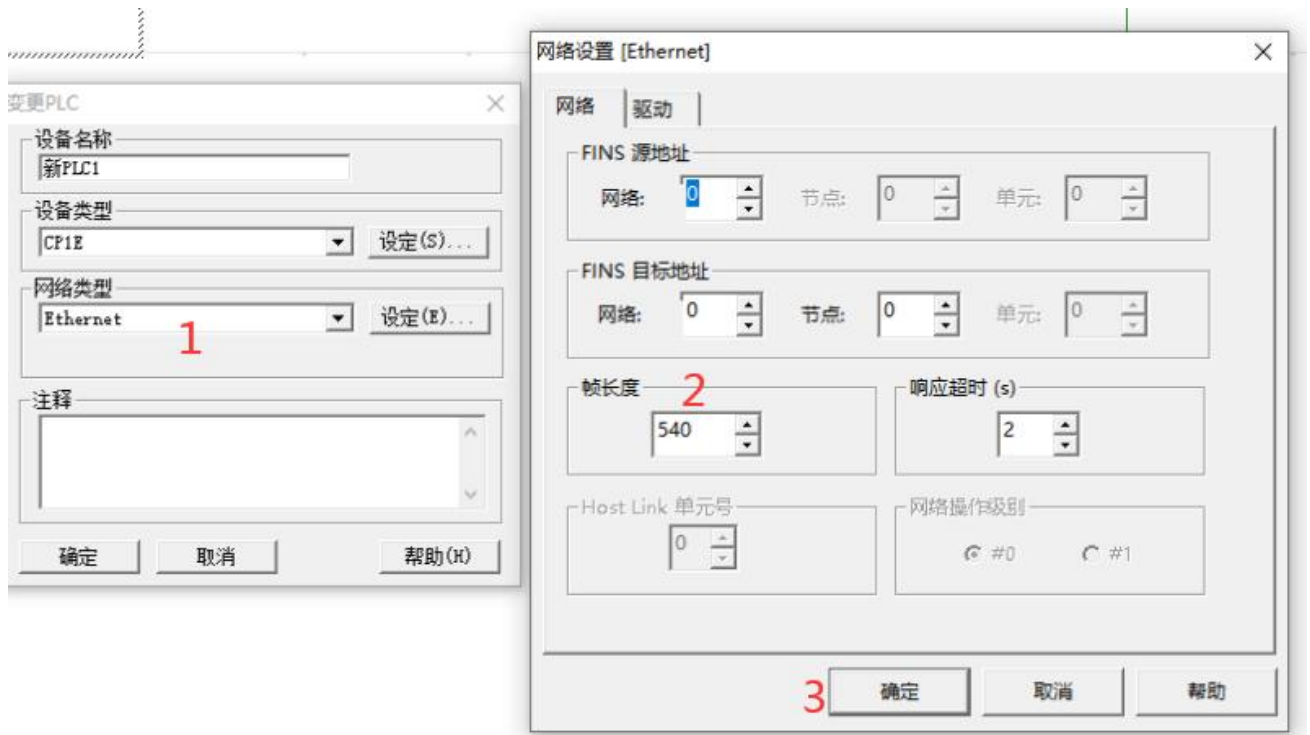 变更PLC
设备名称
新PLC1
设备类型
CP1E
设定(S)...
网络类型
Ethernet
设定(E)...
1
注释
确定
取消
帮助(H)
网络设置 [Ethernet]
网络
驱动
FINS 源地址
网络: 0
节点: 0
单元: 0
FINS 目标地址
网络: 0
节点: 0
单元: 0
帧长度
2
540
响应超时 (s)
2
Host Link 单元号
0
网络操作级别
#0
#1
3
确定
取消
帮助